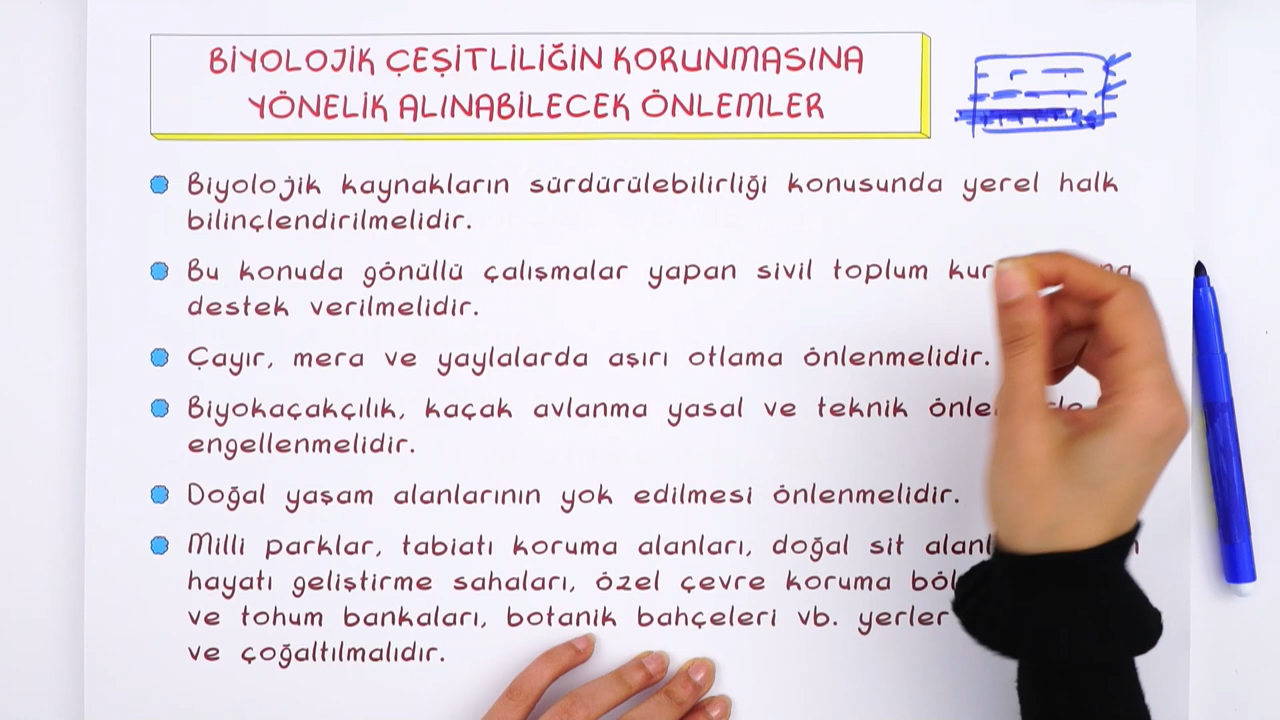 BİYOLOJİK ÇEŞİTLİLİĞİN KORUNMASINA
YÖNELİK ALINABİLECEK ÖNLEMLER
Biyolojik kaynakların sürdürülebilirliği konusunda yerel halk
bilinçlendirilmelidir.
Bu konuda gönüllü çalışmalar yapan sivil toplum
destek verilmelidir.
Çayır, mera ve yaylalarda aşırı otlama önlenmelidir.
Biyokaçakçılık, kaçak avlanma yasal ve teknik
engellenmelidir.
Doğal yaşam alanlarının yok edilmesi önlenmelidir.
Milli parklar, tabiatı koruma alanları, doğal sit
hayatı geliştirme sahaları, özel çevre koruma
ve tohum bankaları, botanik bahçeleri vb. yerler
ve çoğaltılmalıdır.